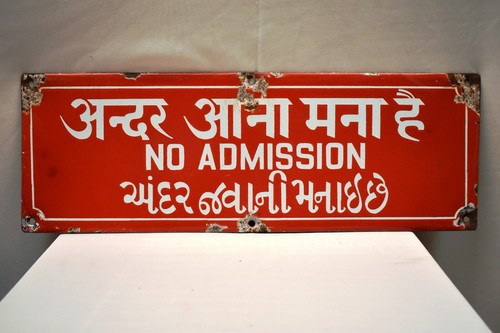 अन्दर आना मना है
NO ADMISSION
અંદર જવાની મનાઇ છે